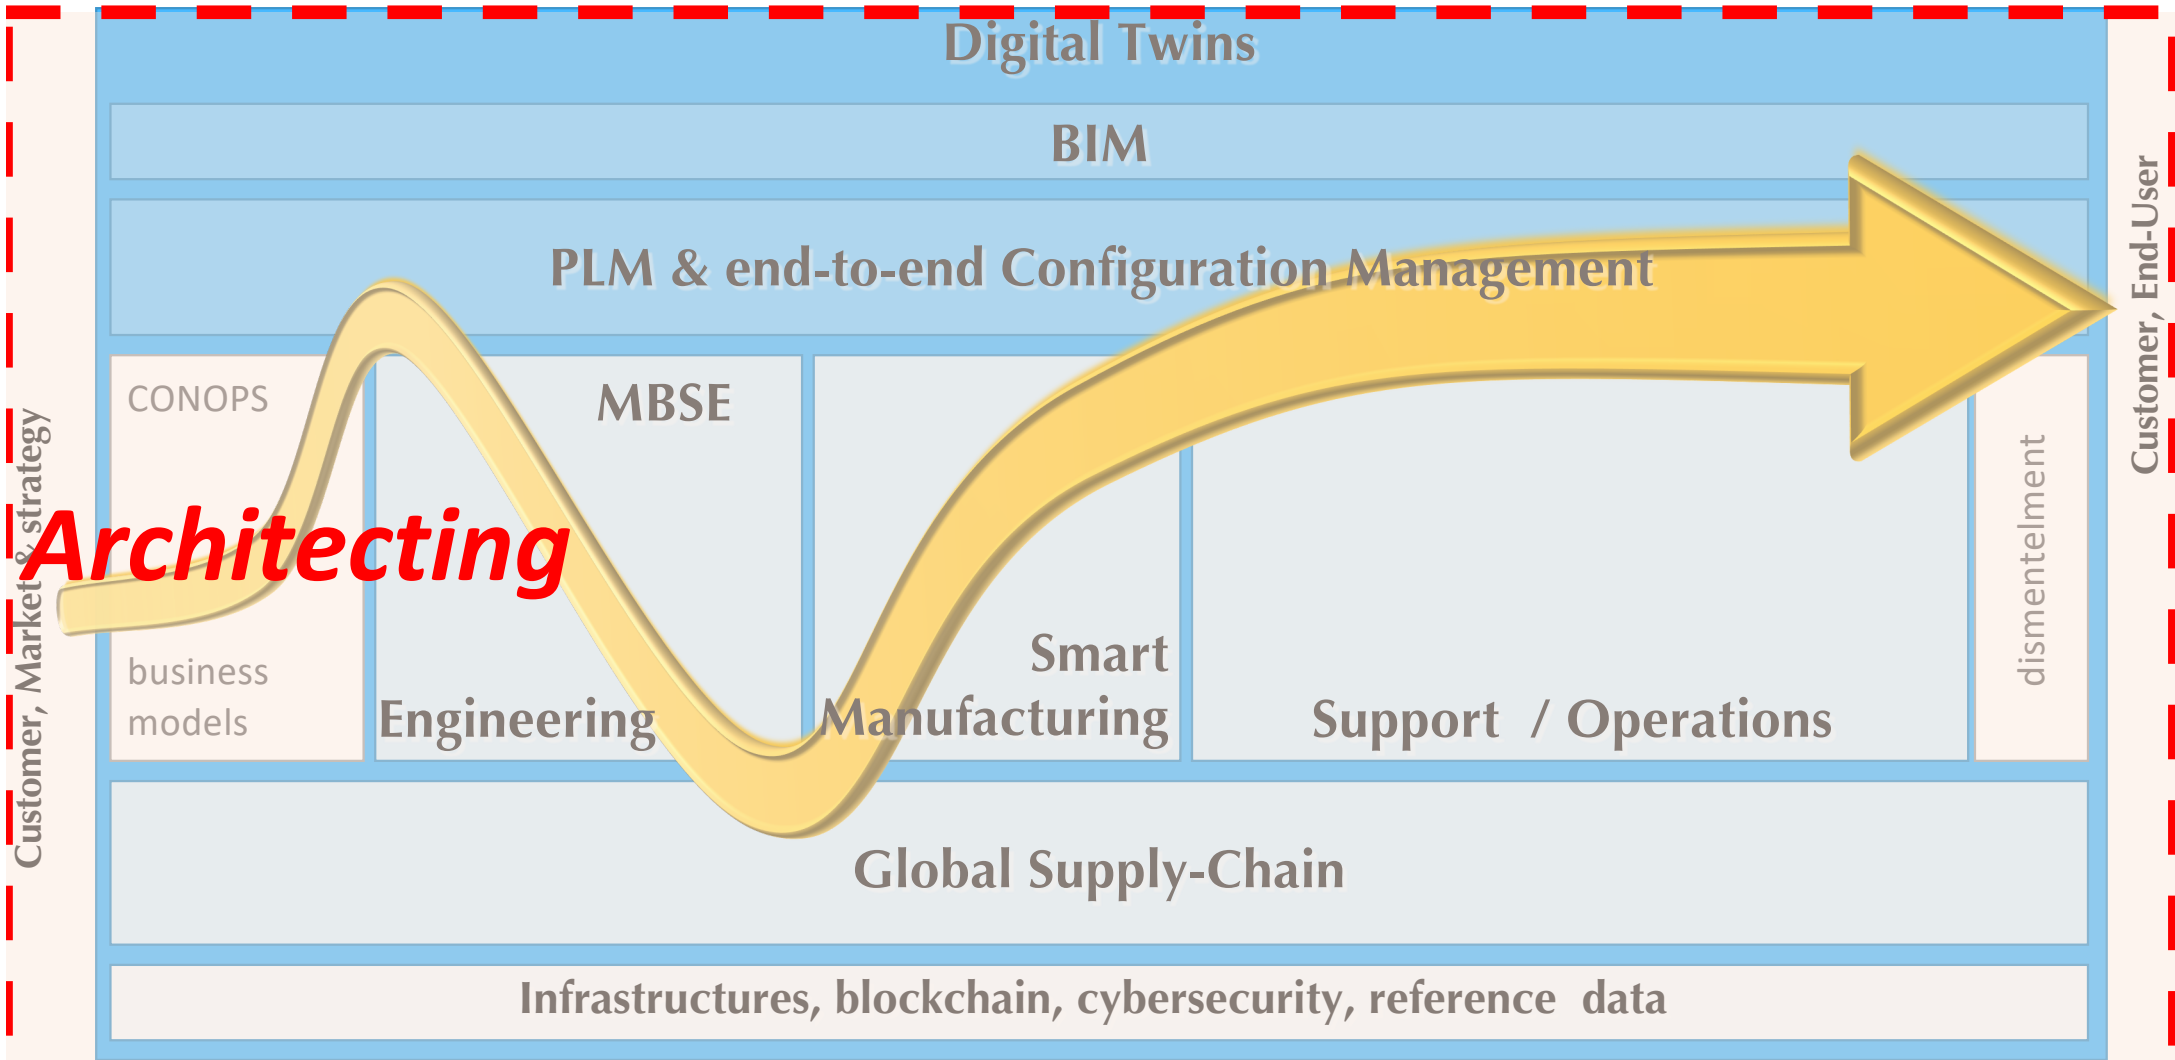 Digital Twins
BIM
PLM & end-to-end Configuration Management
Customer, Market & strategy
CONOPS
business
models
Architecting
MBSE
Engineering
Smart
Manufacturing
Support / Operations
dismentelment
Customer, End-User
Global Supply-Chain
Infrastructures, blockchain, cybersecurity, reference data